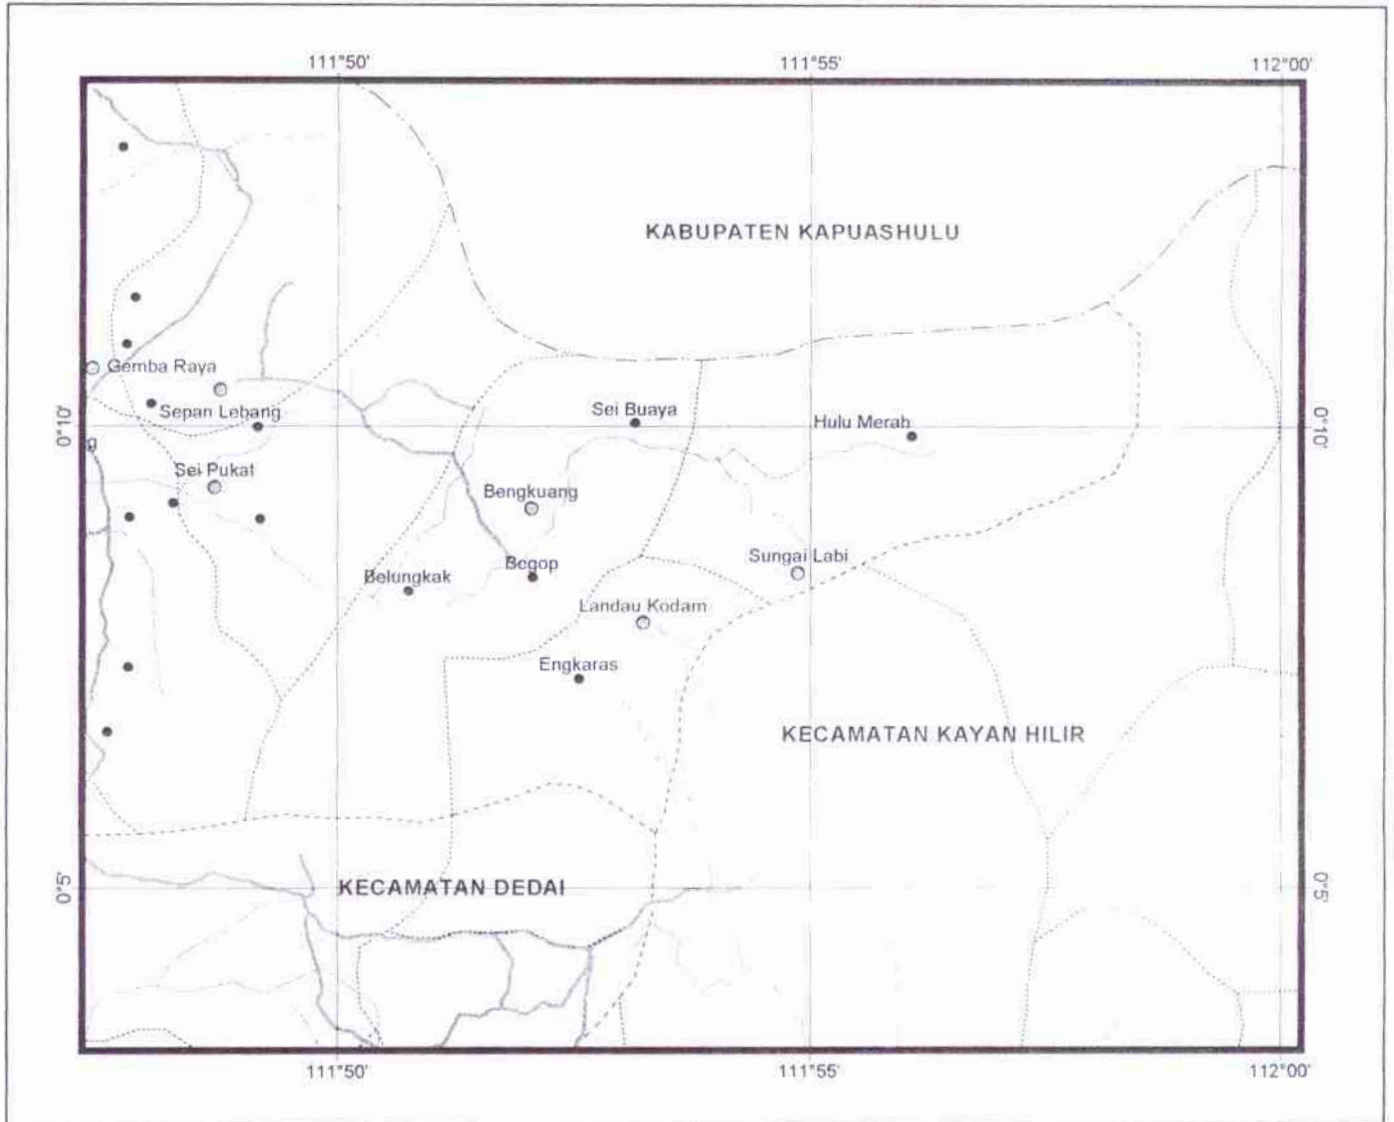 111°50'
111°55'
112°00'
KABUPATEN KAPUASHULU
Gemba Raya
Sepan Lebang
Sei Buaya
Hulu Merah
0°10'
0°10'
g
Sei Pukat
Bengkuang
Begop
Sungai Labi
Belungkak
Landau Kodam
Engkaras
KECAMATAN KAYAN HILIR
0°5'
KECAMATAN DEDAI
0°5'
111°50'
111°55'
112°00'